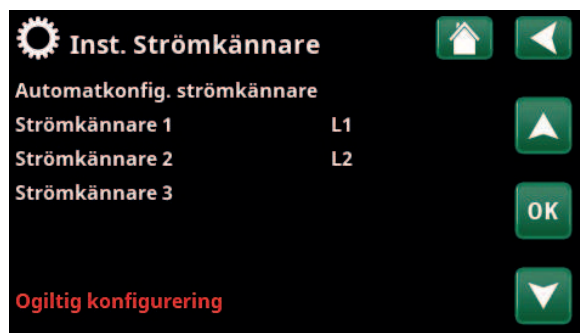 Inst. Strömkännare
Automatkonfig. strömkännare
Strömkännare 1 L1
Strömkännare 2 L2
Strömkännare 3
OK
Ogiltig konfigurering